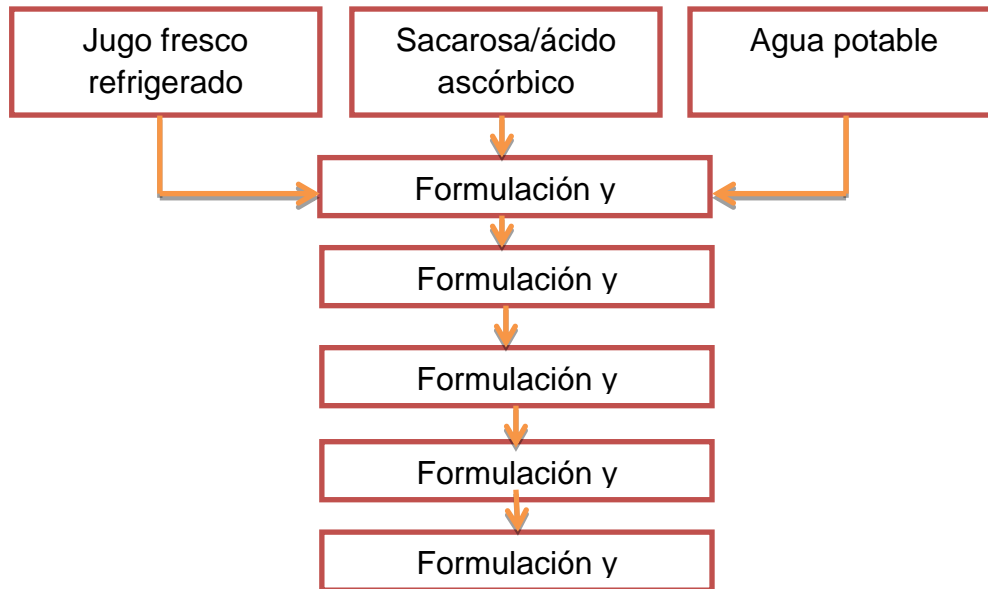 Jugo fresco
refrigerado
Sacarosa/ácido
ascórbico
Agua potable
Formulación y
Formulación y
Formulación y
Formulación y
Formulación y